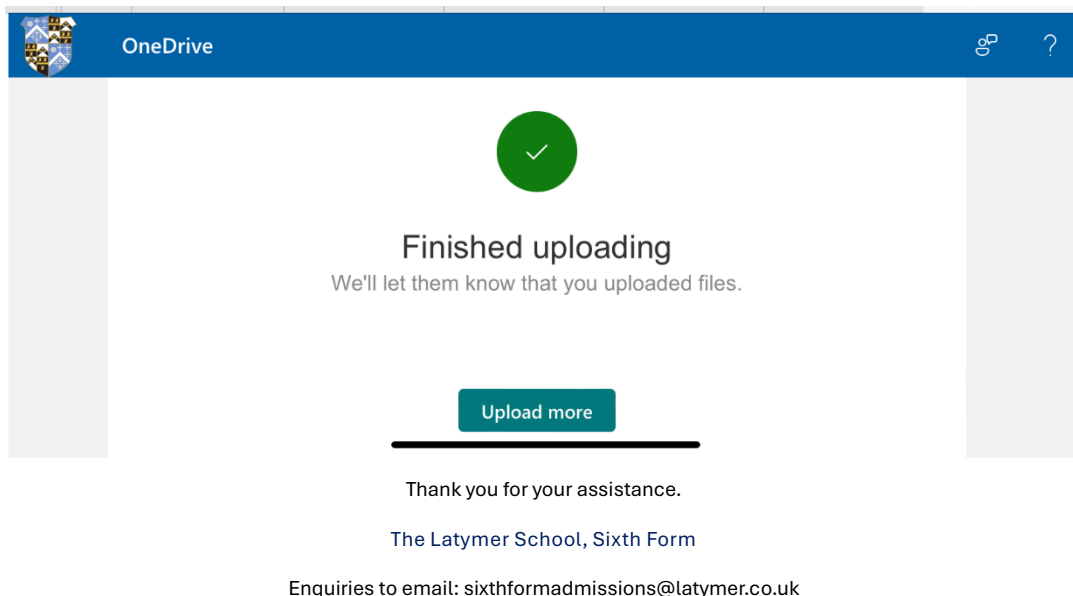 OneDrive
?
Finished uploading
We'll let them know that you uploaded files.
Upload more
Thank you for your assistance.
The Latymer School, Sixth Form
Enquiries to email: sixthformadmissions@latymer.co.uk